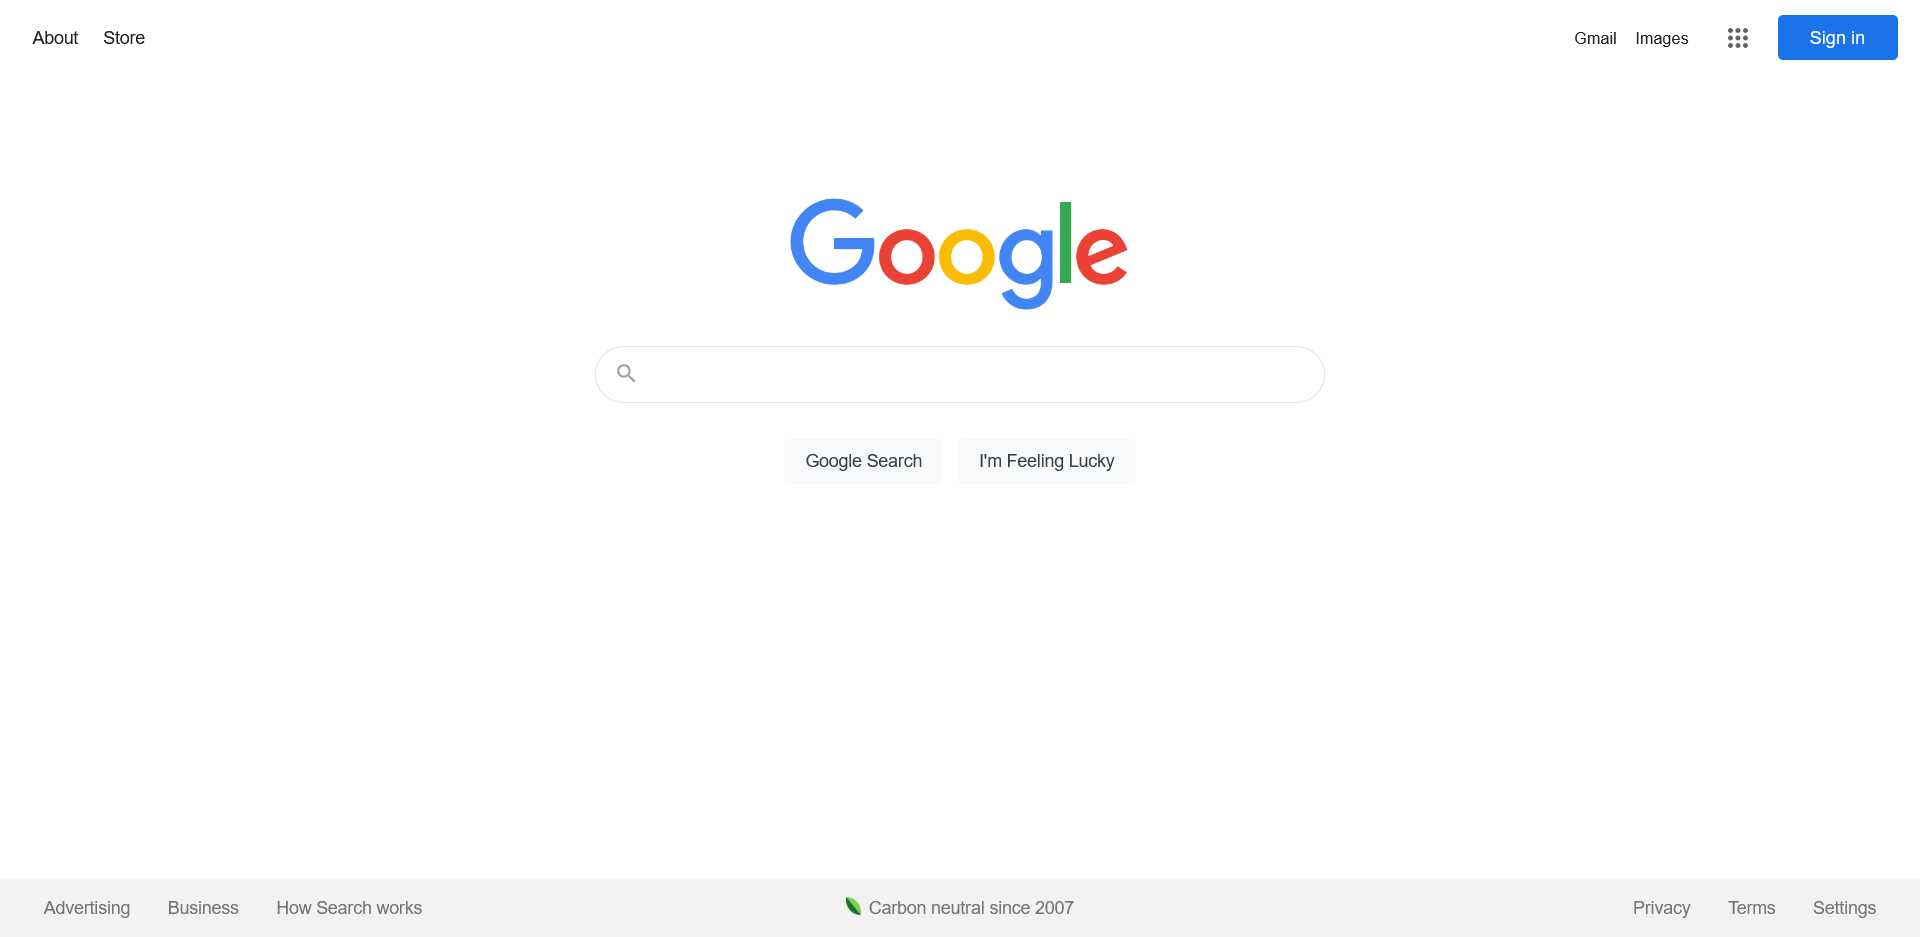 About Store Gmail Images Sign in
Google
Google Search I'm Feeling Lucky
Advertising Business How Search works Carbon neutral since 2007 Privacy Terms Settings